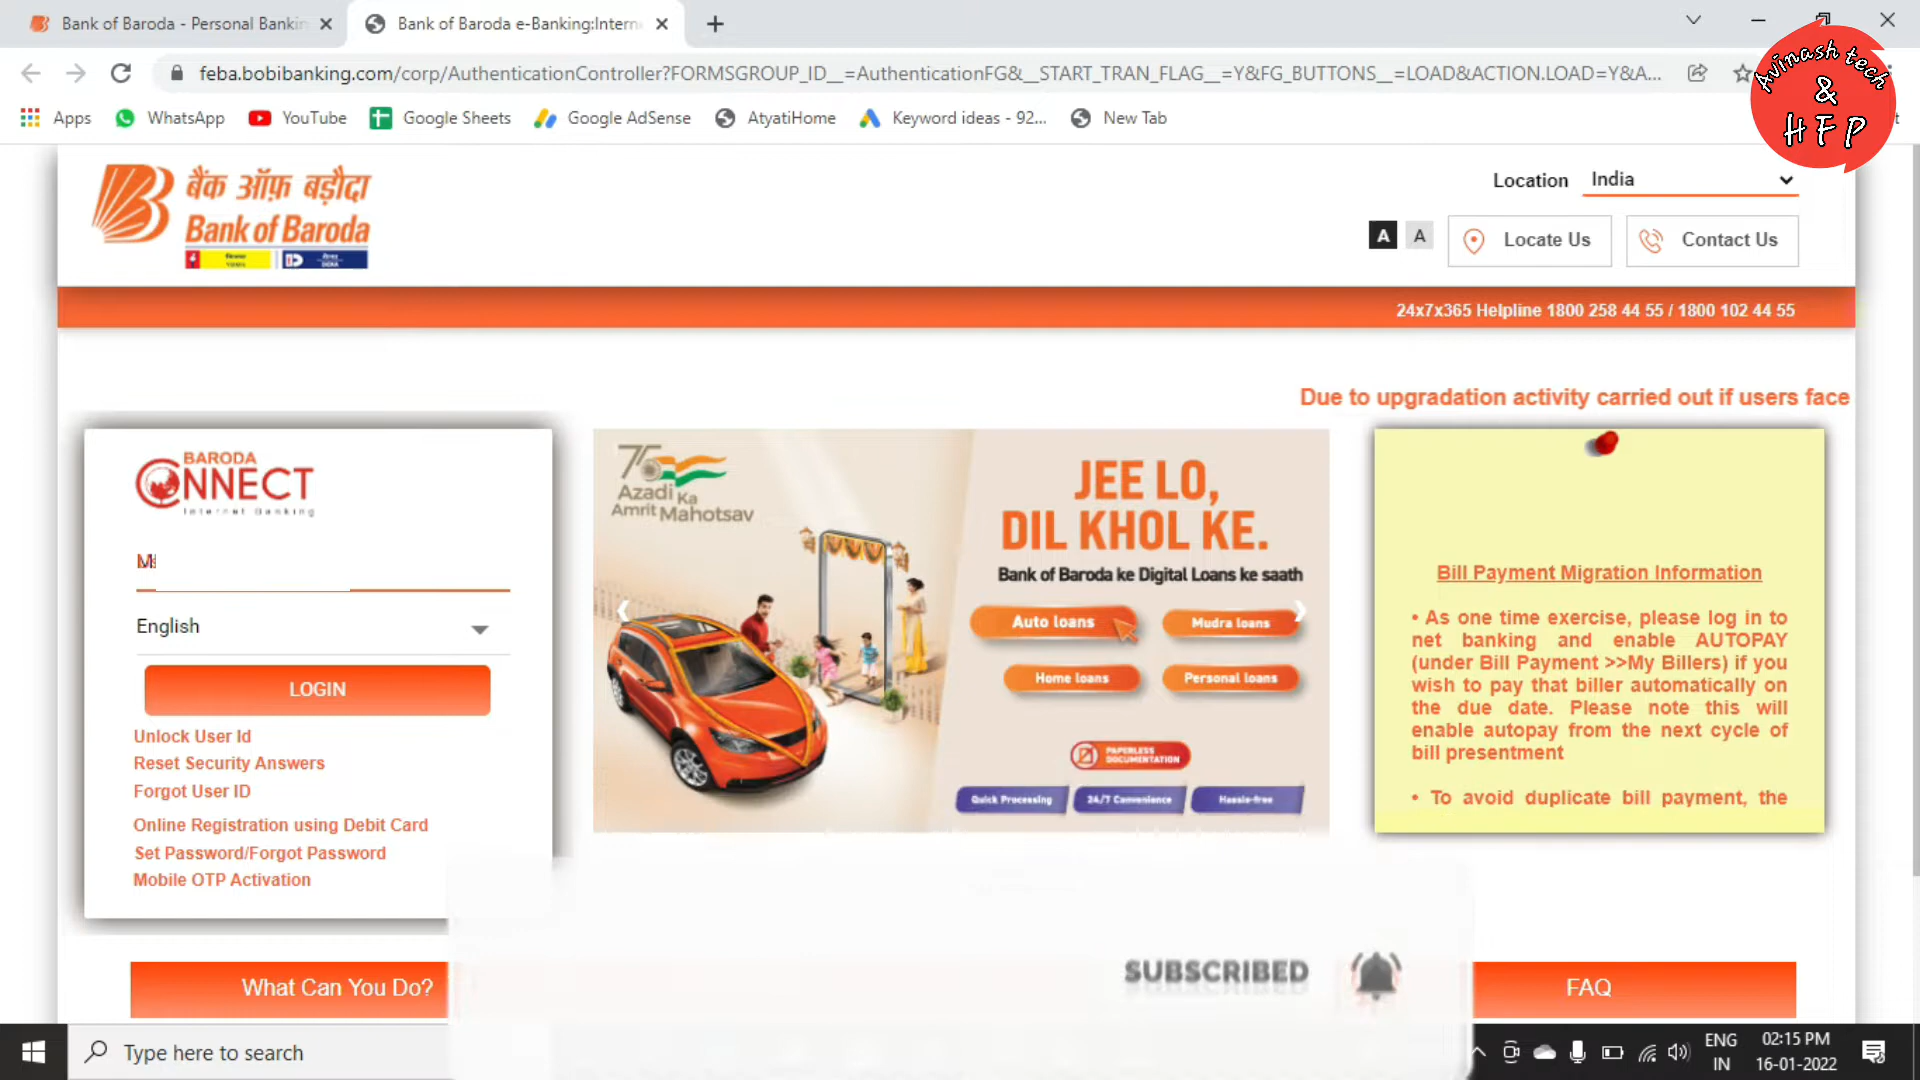 Bank of Baroda - Personal Bankin
Bank of Baroda e-Banking:Intern
feba.bobibanking.com/corp/AuthenticationController?FORMSGROUP_ID__=AuthenticationFG&__START_TRAN_FLAG__=Y&FG_BUTTONS__=LOAD&ACTION.LOAD=Y&A...
Avinash tech
&
HFP
Apps
WhatsApp
YouTube
Google Sheets
Google AdSense
AtyatiHome
Keyword ideas - 92...
New Tab
बैंक ऑफ़ बड़ौदा
Bank of Baroda
Location
India
A
A
Locate Us
Contact Us
24x7x365 Helpline 1800 258 44 55 / 1800 102 44 55
Due to upgradation activity carried out if users face
BARODA
CONNECT
Internet Banking
English
LOGIN
Unlock User Id
Reset Security Answers
Forgot User ID
Online Registration using Debit Card
Set Password/Forgot Password
Mobile OTP Activation
75
Azadi Ka
Amrit Mahotsav
JEE LO,
DIL KHOL KE.
Bank of Baroda ke Digital Loans ke saath
Auto loans
Mudra loans
Home loans
Personal loans
PAPERLESS
DOCUMENTATION
Quick Processing
24/7 Convenience
Hassle-free
Bill Payment Migration Information
• As one time exercise, please log in to
net banking and enable AUTOPAY
(under Bill Payment >>My Billers) if you
wish to pay that biller automatically on
the due date. Please note this will
enable autopay from the next cycle of
bill presentment
• To avoid duplicate bill payment, the
What Can You Do?
SUBSCRIBED
FAQ
Type here to search
ENG
IN
02:15 PM
16-01-2022